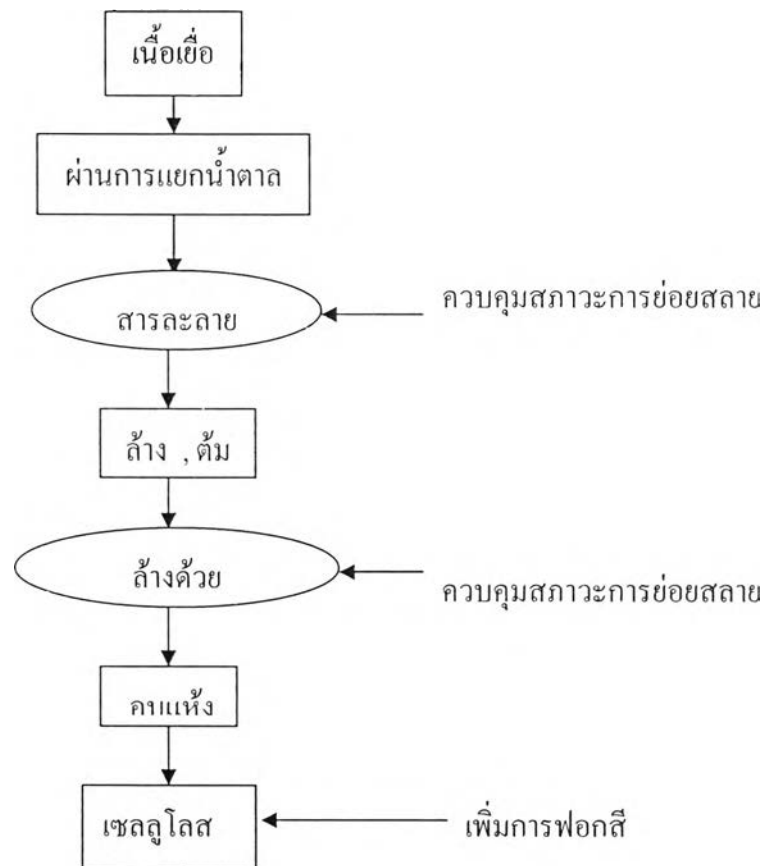 เนื้อเยื่อ
ผ่านการแยกน้ำตาล
สารละลาย
ควบคุมสภาวะการย่อยสลาย
ล้าง , ต้ม
ล้างด้วย
ควบคุมสภาวะการย่อยสลาย
อบแห้ง
เซลลูโลส
เพิ่มการฟอกสี